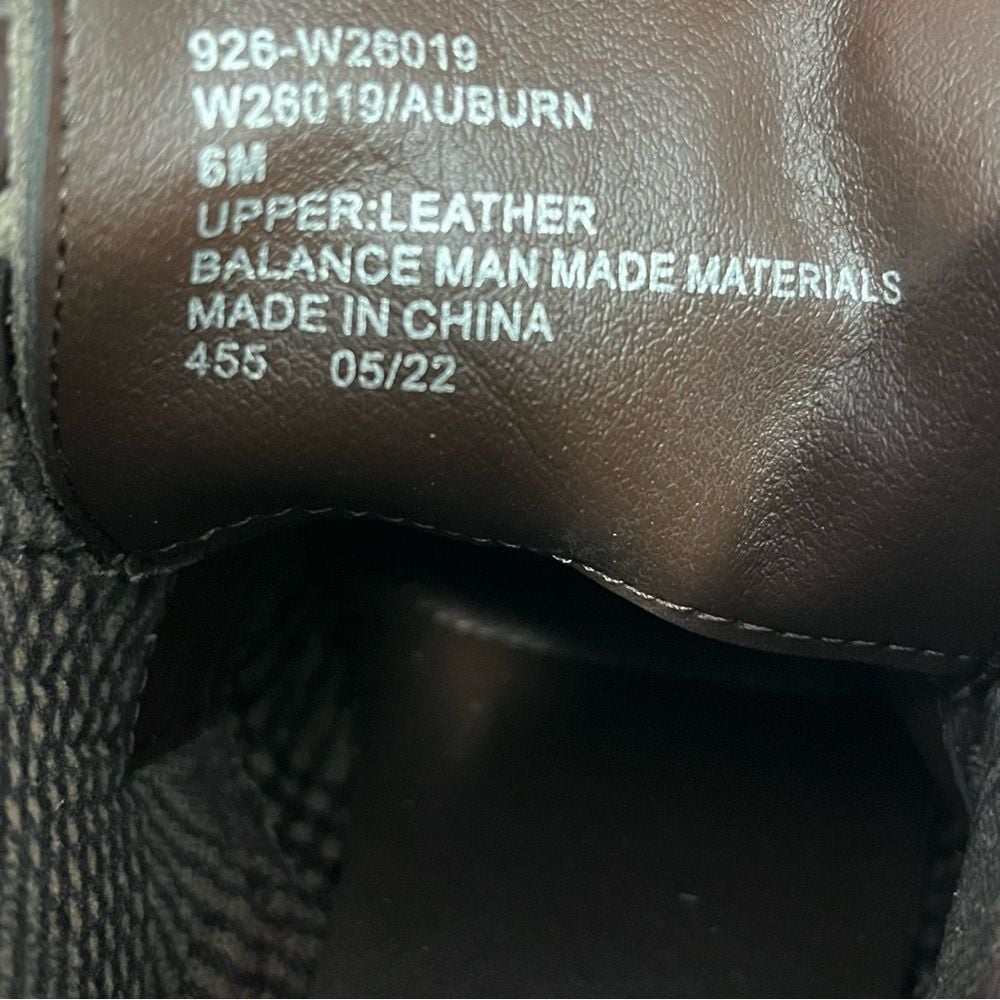 926-W26019
W26019/AUBURN
6M
UPPER:LEATHER
BALANCE MAN MADE MATERIALS
MADE IN CHINA
455 05/22